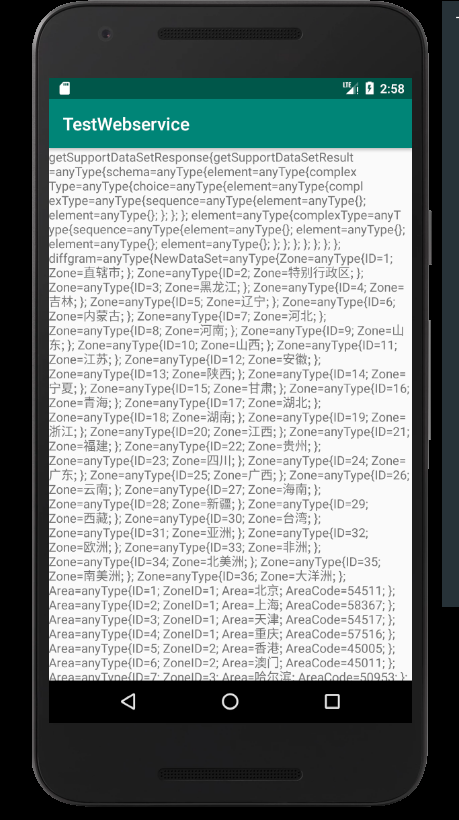 LTE 2:58
TestWebservice
getSupportDataSetResponse{getSupportDataSetResult
=anyType{schema=anyType{element=anyType{complex
Type=anyType{choice=anyType{element=anyType{compl
exType=anyType{sequence=anyType{element=anyType{};
element=anyType{}; }; }; }; element=anyType{complexType=anyT
ype{sequence=anyType{element=anyType{}; element=anyType{};
element=anyType{}; element=anyType{}; }; }; }; }; }; }; };
diffgram=anyType{NewDataSet=anyType{Zone=anyType{ID=1;
Zone=直辖市; }; Zone=anyType{ID=2; Zone=特别行政区; };
Zone=anyType{ID=3; Zone=黑龙江; }; Zone=anyType{ID=4; Zone=
吉林; }; Zone=anyType{ID=5; Zone=辽宁; }; Zone=anyType{ID=6;
Zone=内蒙古; }; Zone=anyType{ID=7; Zone=河北; };
Zone=anyType{ID=8; Zone=河南; }; Zone=anyType{ID=9; Zone=山
东; }; Zone=anyType{ID=10; Zone=山西; }; Zone=anyType{ID=11;
Zone=江苏; }; Zone=anyType{ID=12; Zone=安徽; };
Zone=anyType{ID=13; Zone=陕西; }; Zone=anyType{ID=14; Zone=
宁夏; }; Zone=anyType{ID=15; Zone=甘肃; }; Zone=anyType{ID=16;
Zone=青海; }; Zone=anyType{ID=17; Zone=湖北; };
Zone=anyType{ID=18; Zone=湖南; }; Zone=anyType{ID=19; Zone=
浙江; }; Zone=anyType{ID=20; Zone=江西; }; Zone=anyType{ID=21;
Zone=福建; }; Zone=anyType{ID=22; Zone=贵州; };
Zone=anyType{ID=23; Zone=四川; }; Zone=anyType{ID=24; Zone=
广东; }; Zone=anyType{ID=25; Zone=广西; }; Zone=anyType{ID=26;
Zone=云南; }; Zone=anyType{ID=27; Zone=海南; };
Zone=anyType{ID=28; Zone=新疆; }; Zone=anyType{ID=29;
Zone=西藏; }; Zone=anyType{ID=30; Zone=台湾; };
Zone=anyType{ID=31; Zone=亚洲; }; Zone=anyType{ID=32;
Zone=欧洲; }; Zone=anyType{ID=33; Zone=非洲; };
Zone=anyType{ID=34; Zone=北美洲; }; Zone=anyType{ID=35;
Zone=南美洲; }; Zone=anyType{ID=36; Zone=大洋洲; };
Area=anyType{ID=1; ZoneID=1; Area=北京; AreaCode=54511; };
Area=anyType{ID=2; ZoneID=1; Area=上海; AreaCode=58367; };
Area=anyType{ID=3; ZoneID=1; Area=天津; AreaCode=54517; };
Area=anyType{ID=4; ZoneID=1; Area=重庆; AreaCode=57516; };
Area=anyType{ID=5; ZoneID=2; Area=香港; AreaCode=45005; };
Area=anyType{ID=6; ZoneID=2; Area=澳门; AreaCode=45011; };
Area=anyType{ID=7; ZoneID=3; Area=哈尔滨; AreaCode=50953; };